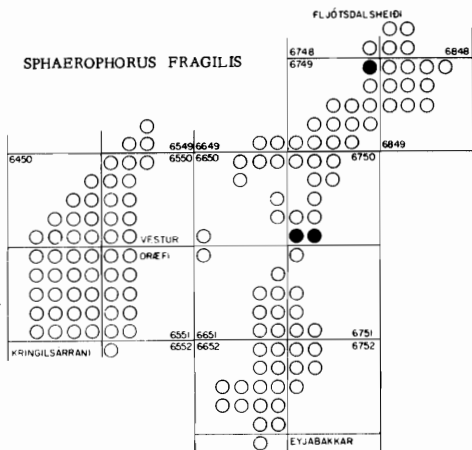 FLJÓTSDALSHEIÐI
SPHAEROPHORUS FRAGILIS
6748 6848
6749
6849
6549 6649
6450 6550 6650 6750
VESTUR
ÖRÆFI
6551 6651 6751
KRINGILSÁRRANI 6552 6652 6752
EYJABAKKAR